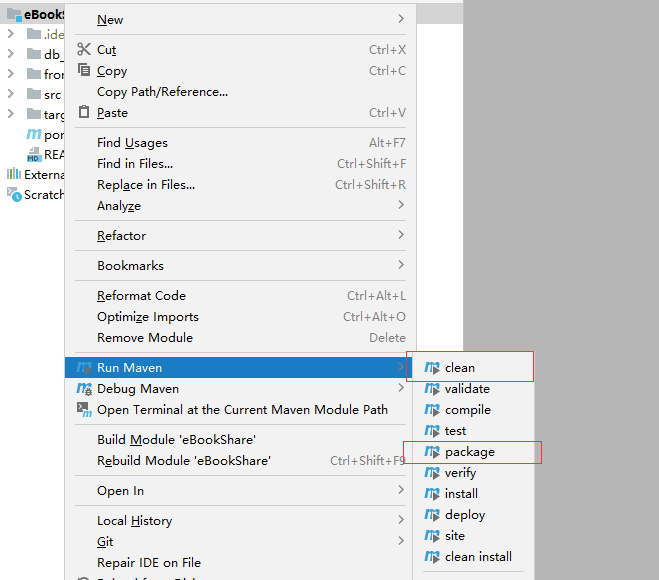 eBookS
.ide
db_
fron
src
targ
pon
MD
REA
Externa
Scratch
New
Cut Ctrl+X
Copy Ctrl+C
Copy Path/Reference...
Paste Ctrl+V
Find Usages Alt+F7
Find in Files... Ctrl+Shift+F
Replace in Files... Ctrl+Shift+R
Analyze
Refactor
Bookmarks
Reformat Code Ctrl+Alt+L
Optimize Imports Ctrl+Alt+O
Remove Module Delete
Run Maven
Debug Maven
Open Terminal at the Current Maven Module Path
Build Module 'eBookShare'
Rebuild Module 'eBookShare' Ctrl+Shift+F9
Open In
Local History
Git
Repair IDE on File
clean
validate
compile
test
package
verify
install
deploy
site
clean install